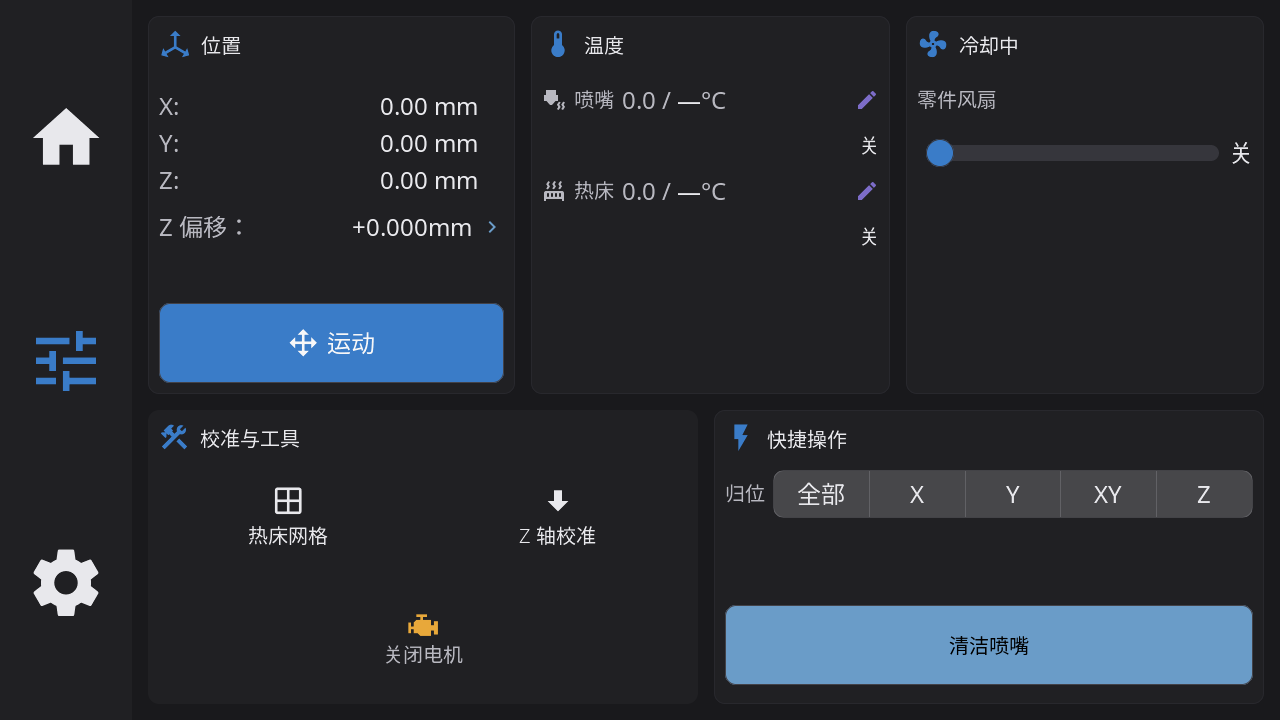 位置
X: 0.00 mm
Y: 0.00 mm
Z: 0.00 mm
Z 偏移： +0.000mm
运动
温度
喷嘴 0.0 / —°C
关
热床 0.0 / —°C
关
冷却中
零件风扇
关
校准与工具
热床网格
Z 轴校准
关闭电机
快捷操作
归位 全部 X Y XY Z
清洁喷嘴